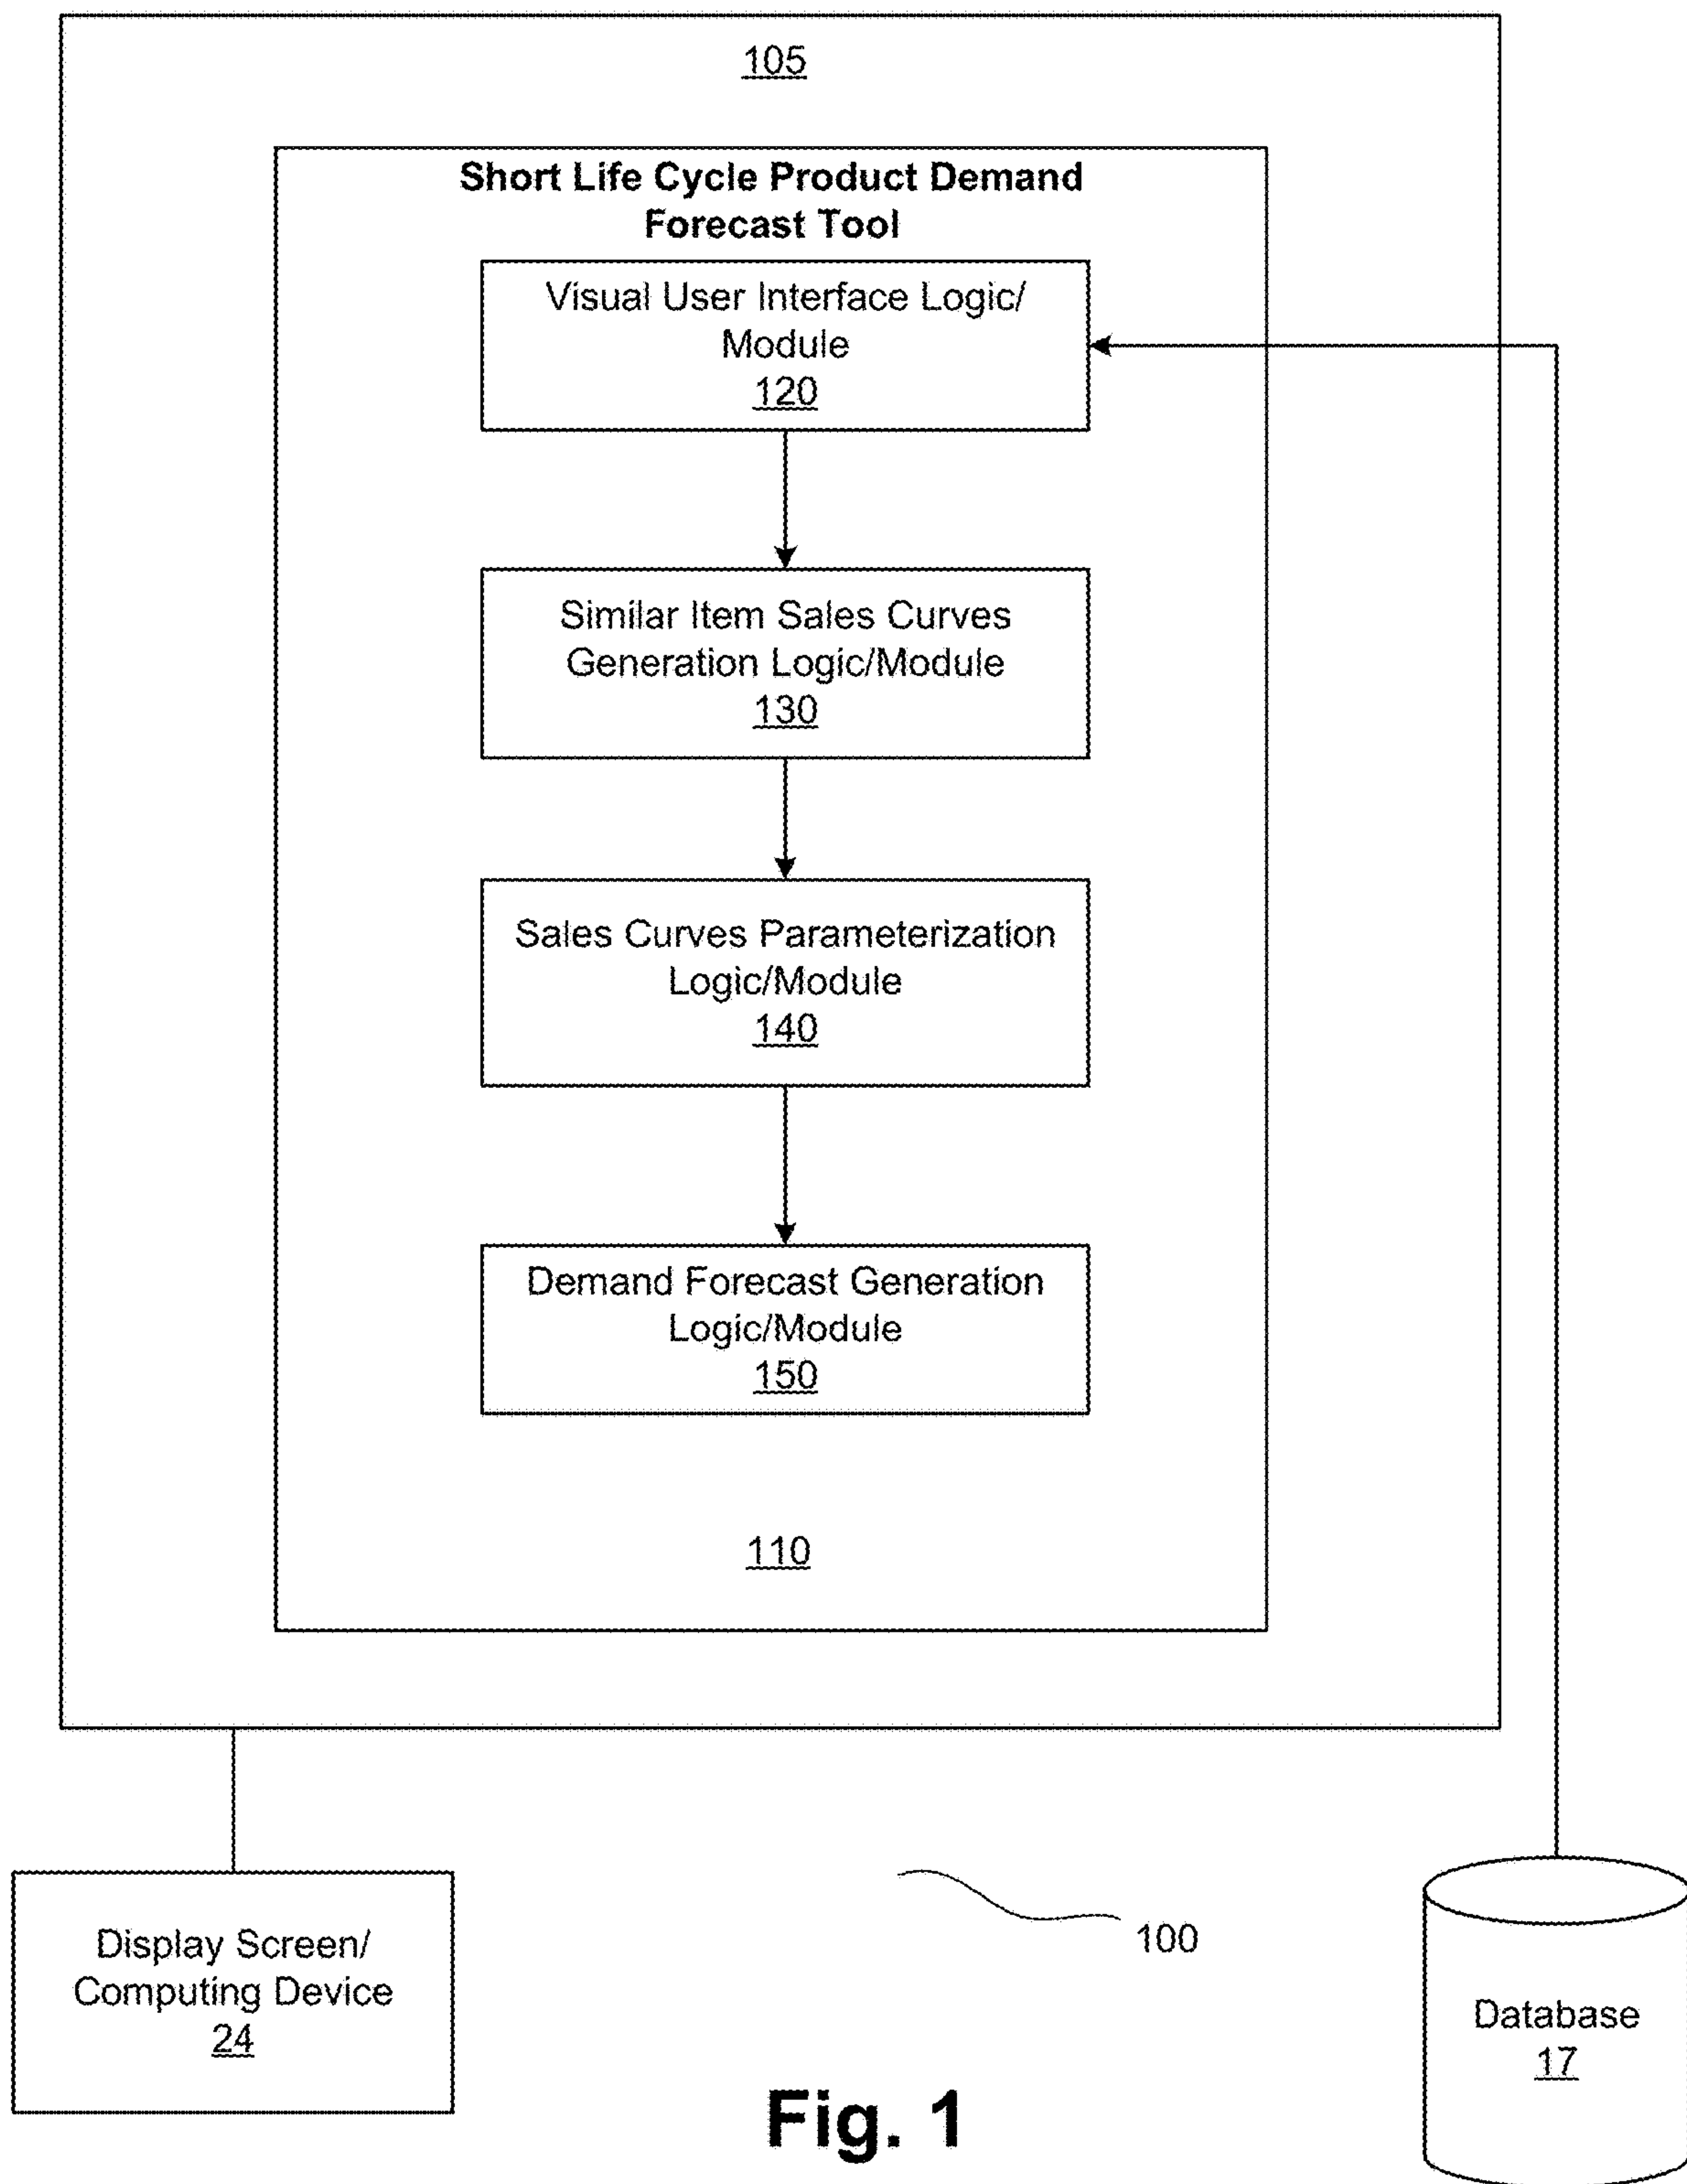 105
Short Life Cycle Product Demand
Forecast Tool
Visual User Interface Logic/
Module
120
Similar Item Sales Curves
Generation Logic/Module
130
Sales Curves Parameterization
Logic/Module
140
Demand Forecast Generation
Logic/Module
150
110
Display Screen/
Computing Device
24
100
Database
17
Fig. 1